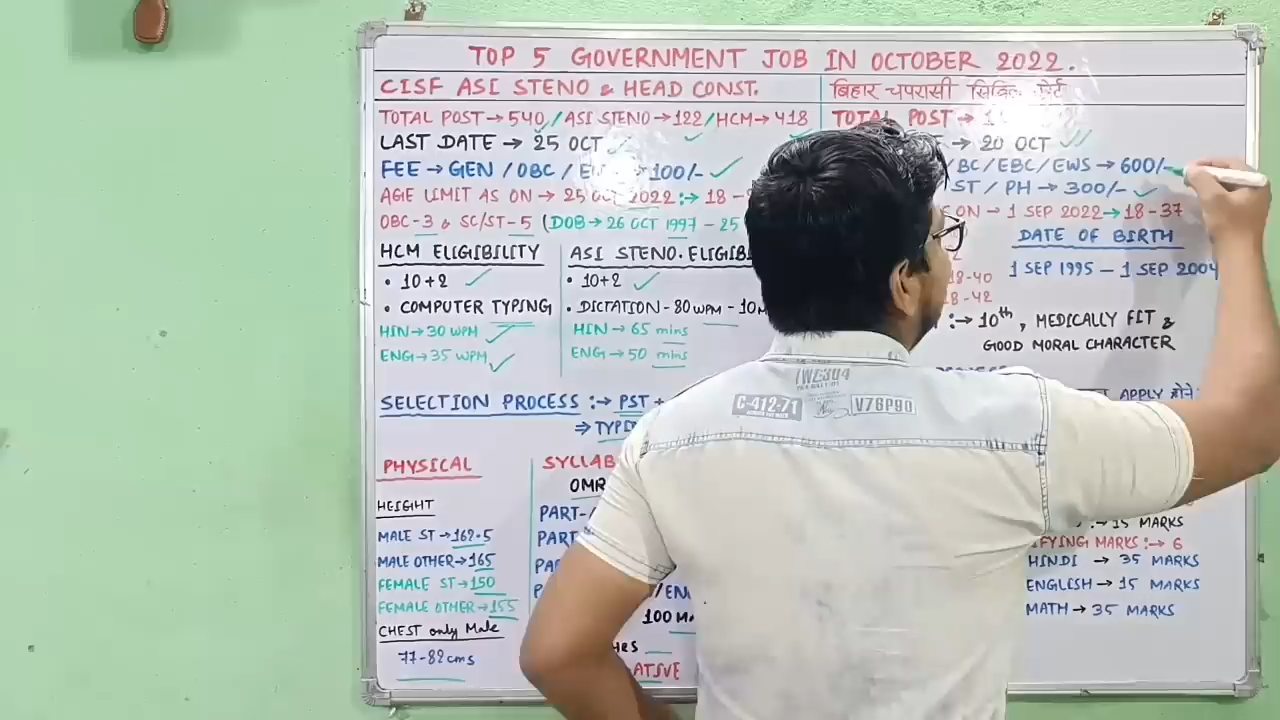 TOP 5 GOVERNMENT JOB IN OCTOBER 2022.
CISF ASI STENO & HEAD CONST.
TOTAL POST → 540 / ASI STENO → 122 / HCM → 418
LAST DATE → 25 OCT
FEE → GEN / OBC / → 100/-
AGE LIMIT AS ON → 25 OCT 2022 :→ 18 -
OBC-3 & SC/ST-5 (DOB → 26 OCT 1997 - 25
HCM ELIGIBILITY
• 10+2
• COMPUTER TYPING
HIN → 30 WPM
ENG → 35 WPM
ASI STENO. ELIGIB
• 10+2
• DICTATION - 80 WPM - 10
HIN → 65 mins
ENG → 50 mins
SELECTION PROCESS :→ PST +
⇒
PHYSICAL
HEIGHT
MALE ST → 162.5
MALE OTHER → 165
FEMALE ST → 150
FEMALE OTHER → 155
CHEST only Male
77-82 cms
SYLLAB
OMR
PART-
PART
PA
100
बिहार चपरासी सिविल कोर्ट
TOTAL POST →
→ 20 OCT
/BC/EBC/EWS → 600/-
ST / PH → 300/-
ON → 1 SEP 2022 → 18-37
DATE OF BIRTH
1 SEP 1995 - 1 SEP 2004
18-40
18-42
:→ 10th, MEDICALLY FIT &
GOOD MORAL CHARACTER
APPLY होने
:→ 15 MARKS
FYING MARKS :→ 6
HINDI → 35 MARKS
ENGLISH → 15 MARKS
MATH → 35 MARKS
IWC304
C-412-71
V76P90